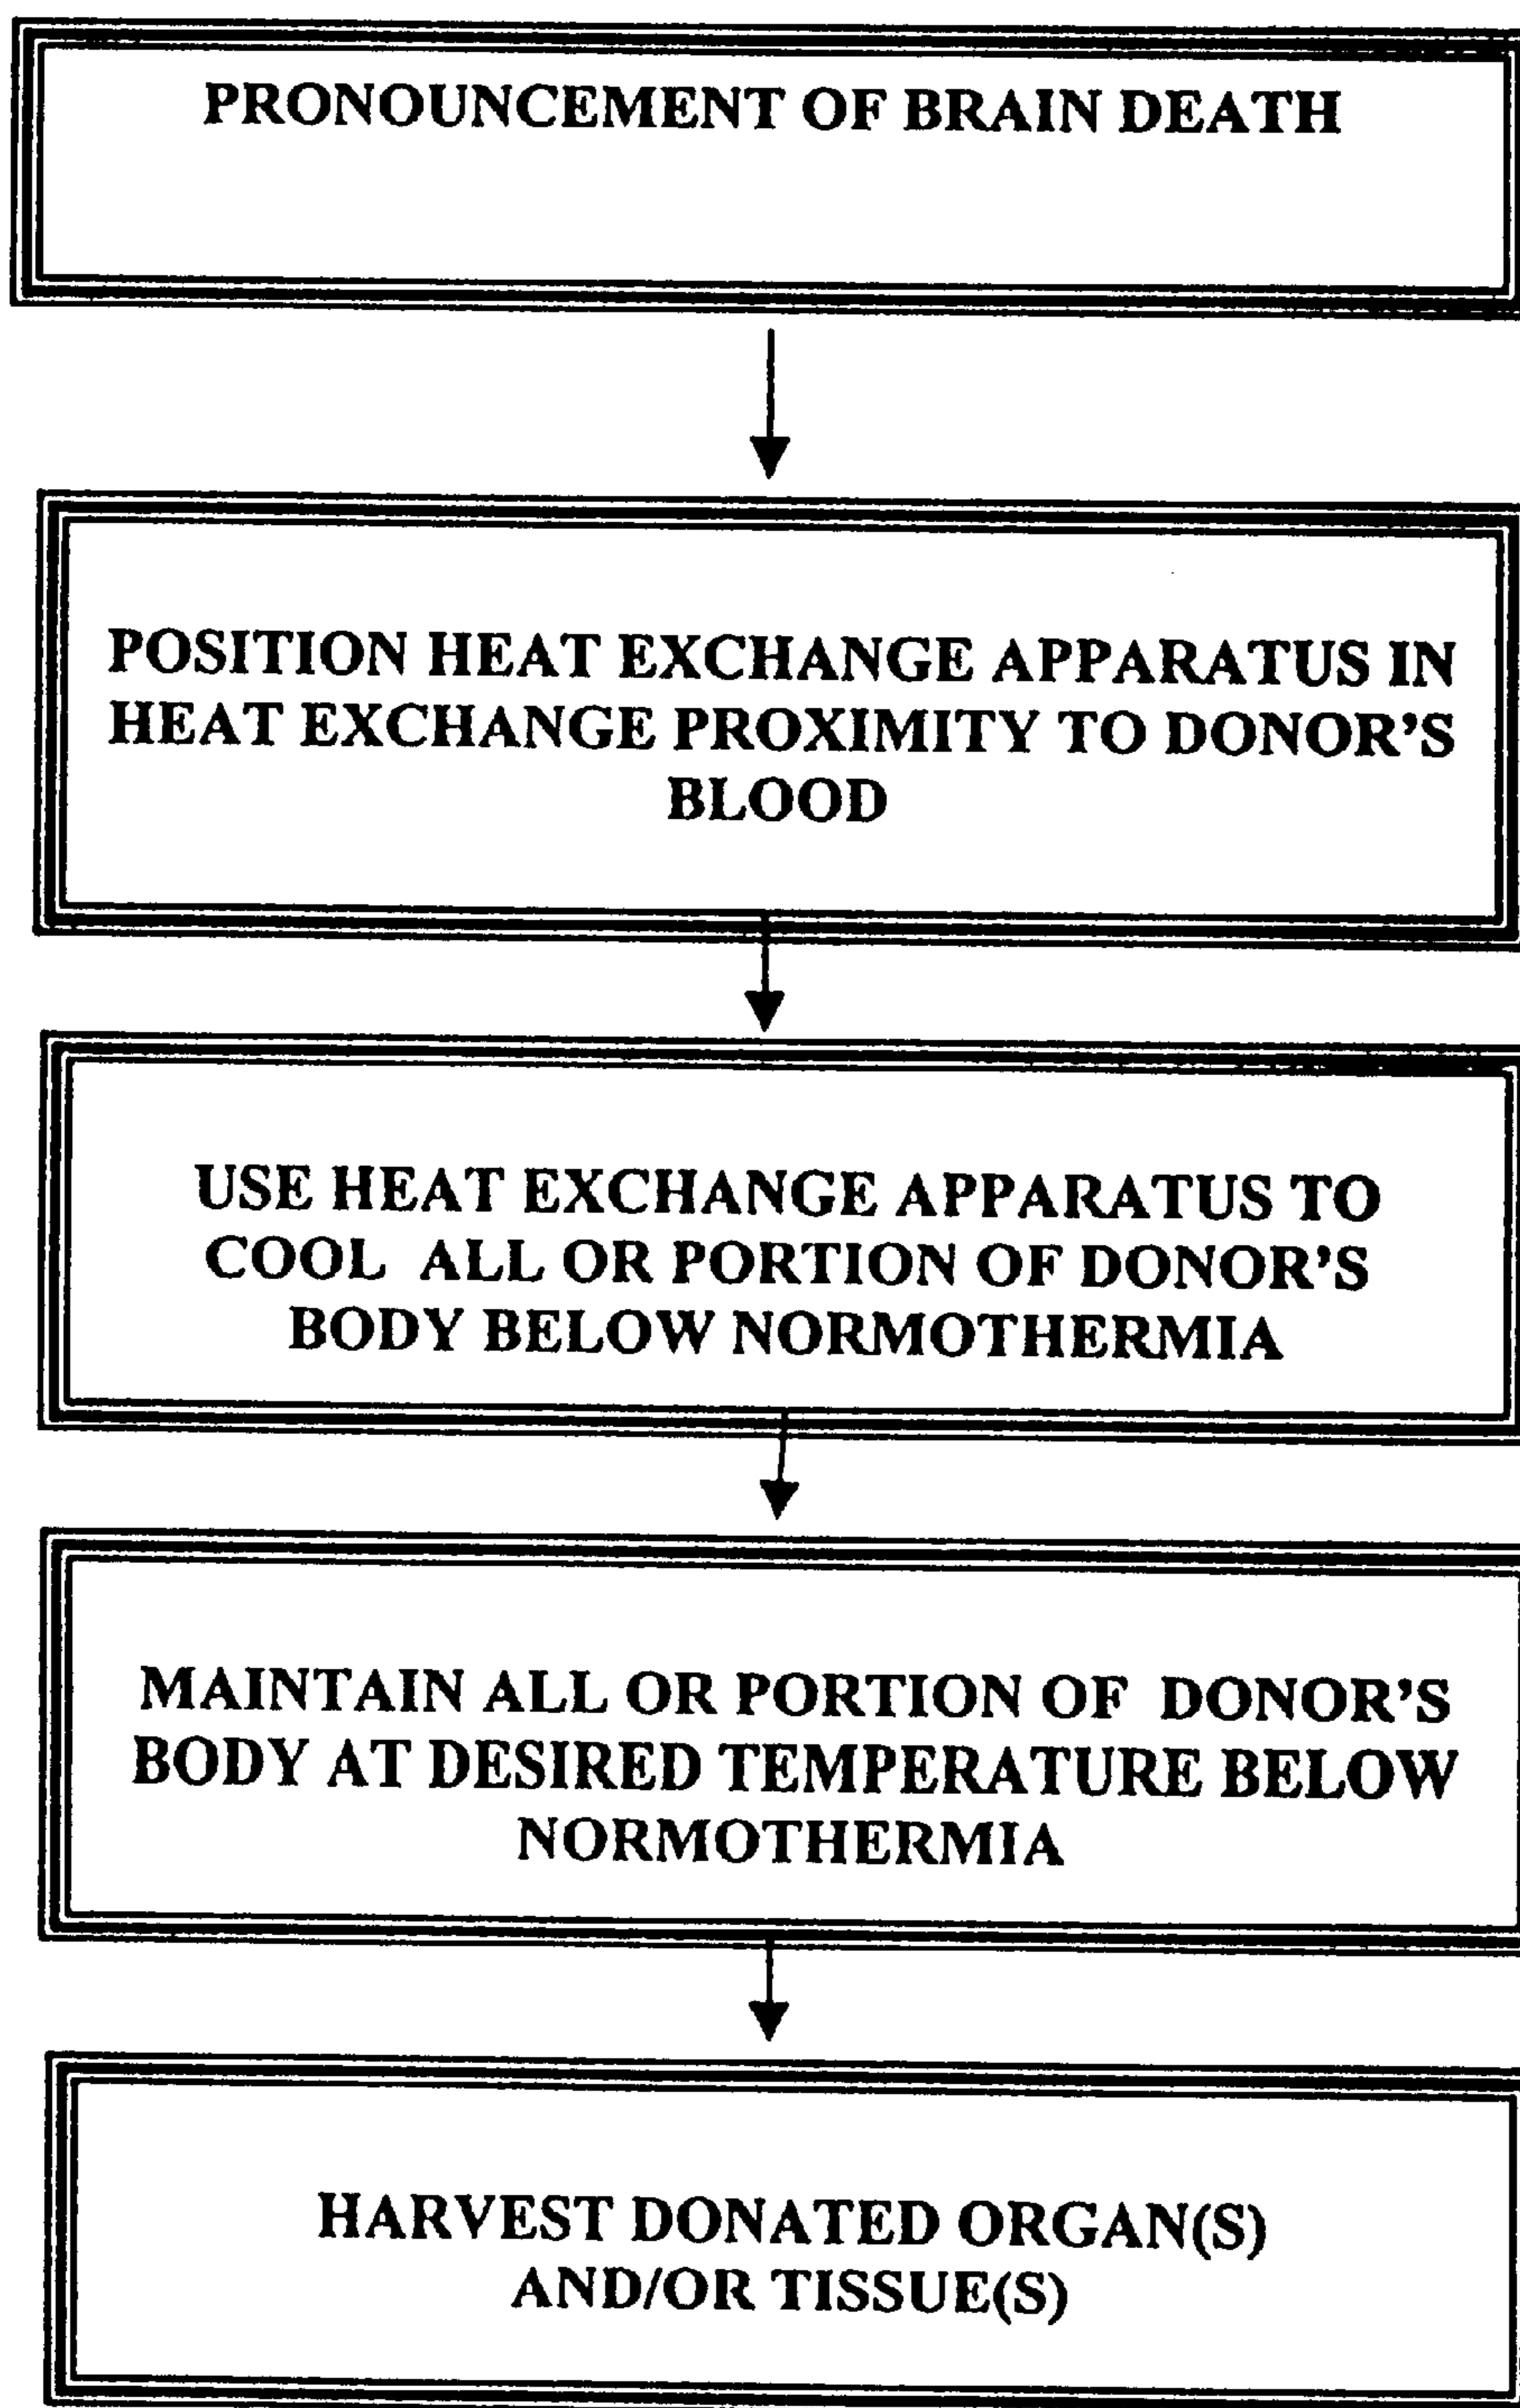 PRONOUNCEMENT OF BRAIN DEATH
POSITION HEAT EXCHANGE APPARATUS IN
HEAT EXCHANGE PROXIMITY TO DONOR'S
BLOOD
USE HEAT EXCHANGE APPARATUS TO
COOL ALL OR PORTION OF DONOR'S
BODY BELOW NORMOTHERMIA
MAINTAIN ALL OR PORTION OF DONOR'S
BODY AT DESIRED TEMPERATURE BELOW
NORMOTHERMIA
HARVEST DONATED ORGAN(S)
AND/OR TISSUE(S)